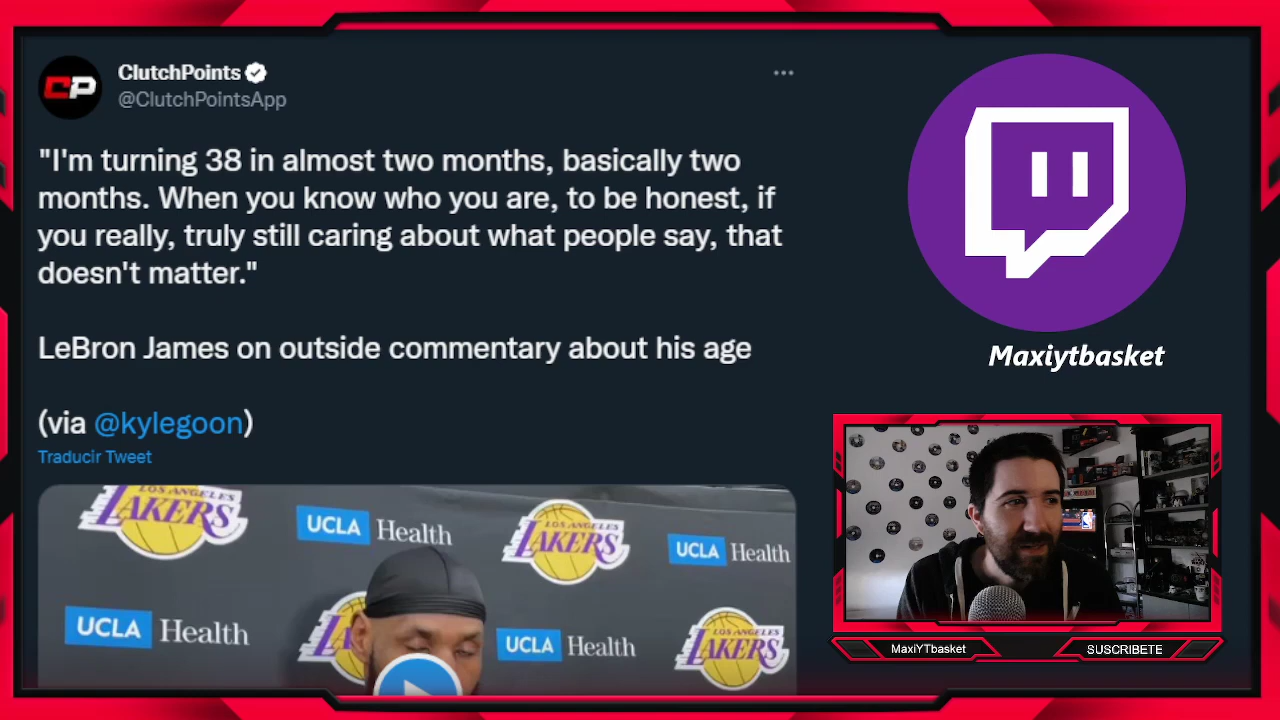 ClutchPoints
@ClutchPointsApp
"I'm turning 38 in almost two months, basically two
months. When you know who you are, to be honest, if
you really, truly still caring about what people say, that
doesn't matter."
LeBron James on outside commentary about his age
(via @kylegoon)
Traducir Tweet
LOS ANGELES
LAKERS
UCLA Health
LOS ANGELES
LAKERS
UCLA Health
UCLA Health
UCLA Health
LOS ANGELES
LAKERS
CP
Maxiytbasket
MaxiYTbasket
SUSCRIBETE